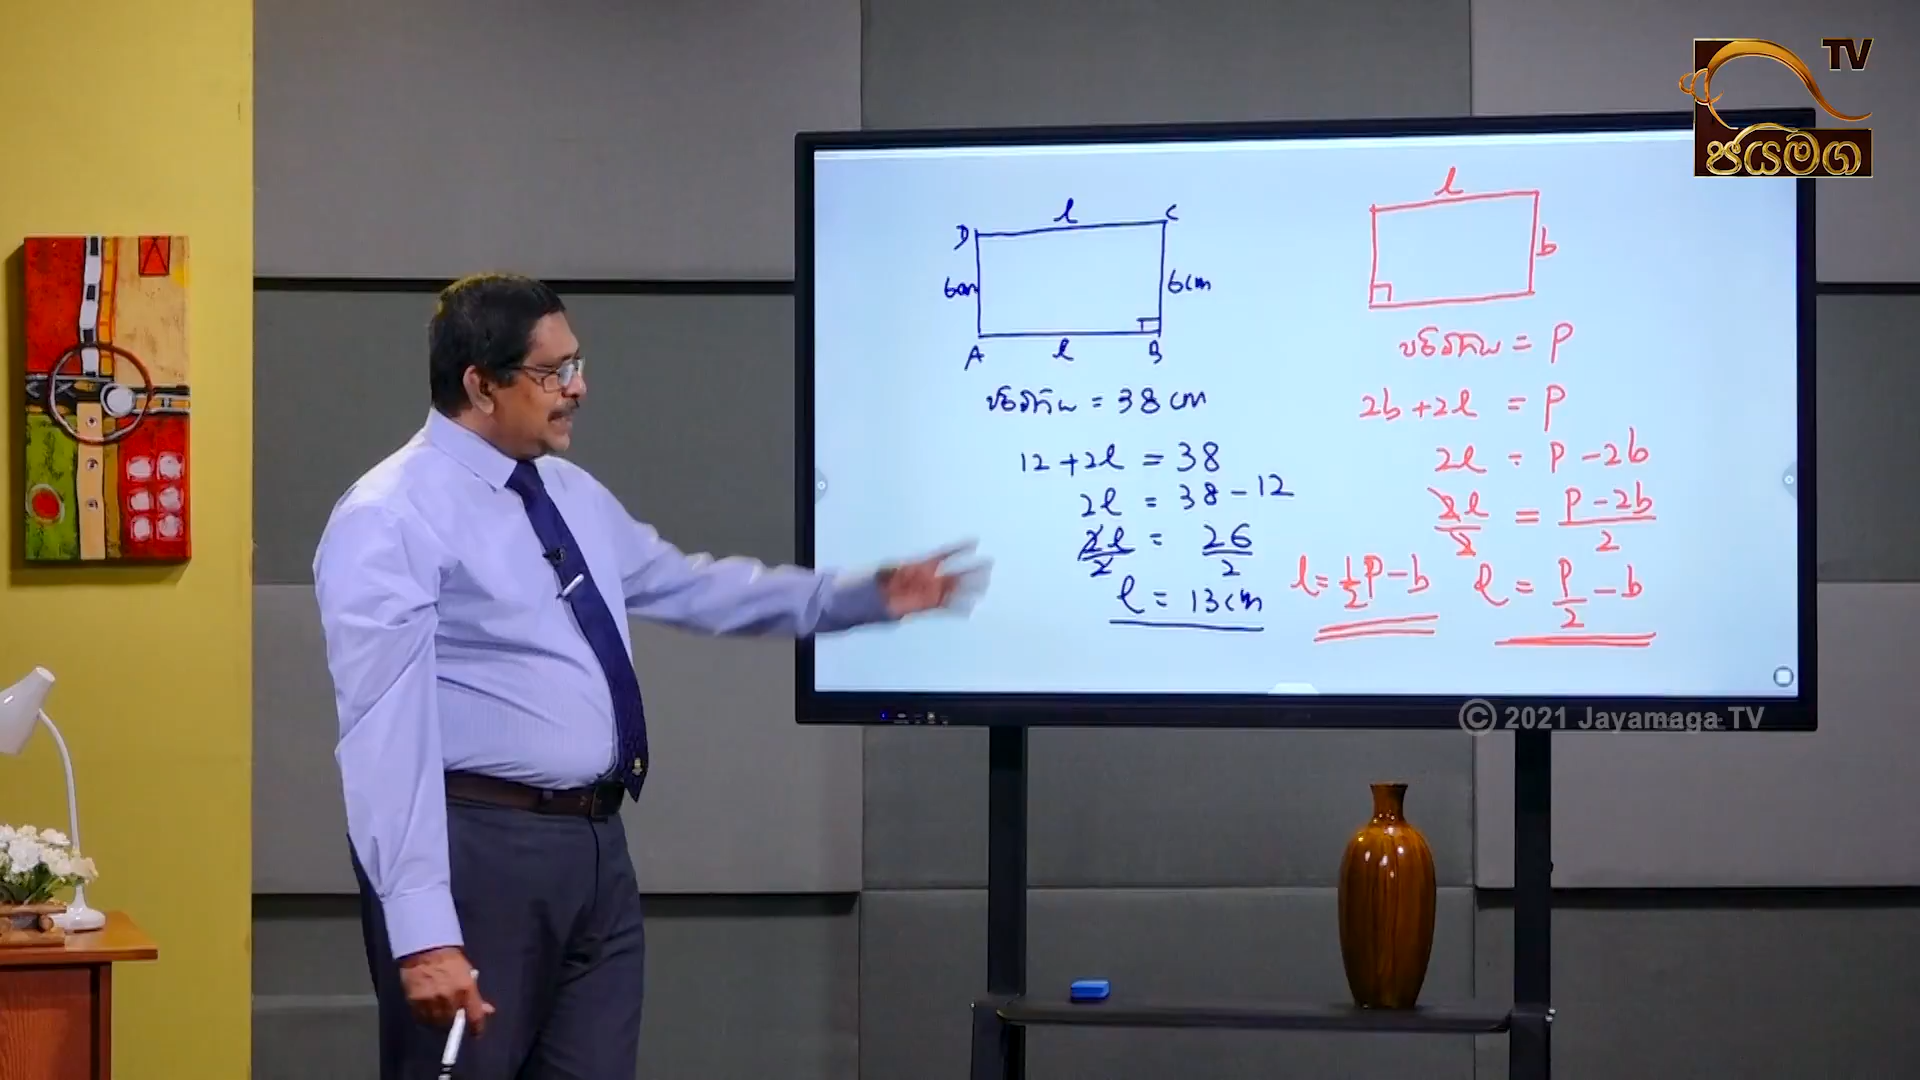 TV
ජයමග
l
D C
6cm 6cm
A l B
පරිමිතිය = 38 cm
12 + 2l = 38
2l = 38 - 12
2l/2 = 26/2
l = 13cm
l
b
පරිමිතිය = P
2b + 2l = P
2l = P - 2b
2l/2 = P - 2b/2
l = 1/2 P - b l = P/2 - b
© 2021 Jayamaga TV